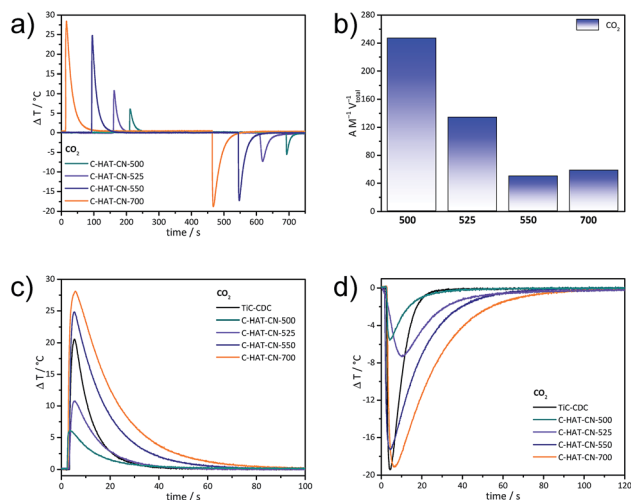 a)
30
25
20
15
10
5
0
-5
-10
-15
-20
Δ T / °C
CO2
C-HAT-CN-500
C-HAT-CN-525
C-HAT-CN-550
C-HAT-CN-700
0 100 200 300 400 500 600 700
time / s
b)
240
200
160
120
80
40
0
A M⁻¹ V⁻¹total
CO2
500 525 550 700
c)
30
25
20
15
10
5
0
Δ T / °C
CO2
TiC-CDC
C-HAT-CN-500
C-HAT-CN-525
C-HAT-CN-550
C-HAT-CN-700
0 20 40 60 80 100
time / s
d)
0
-4
-8
-12
-16
-20
Δ T / °C
CO2
TiC-CDC
C-HAT-CN-500
C-HAT-CN-525
C-HAT-CN-550
C-HAT-CN-700
0 20 40 60 80 100 120
time / s